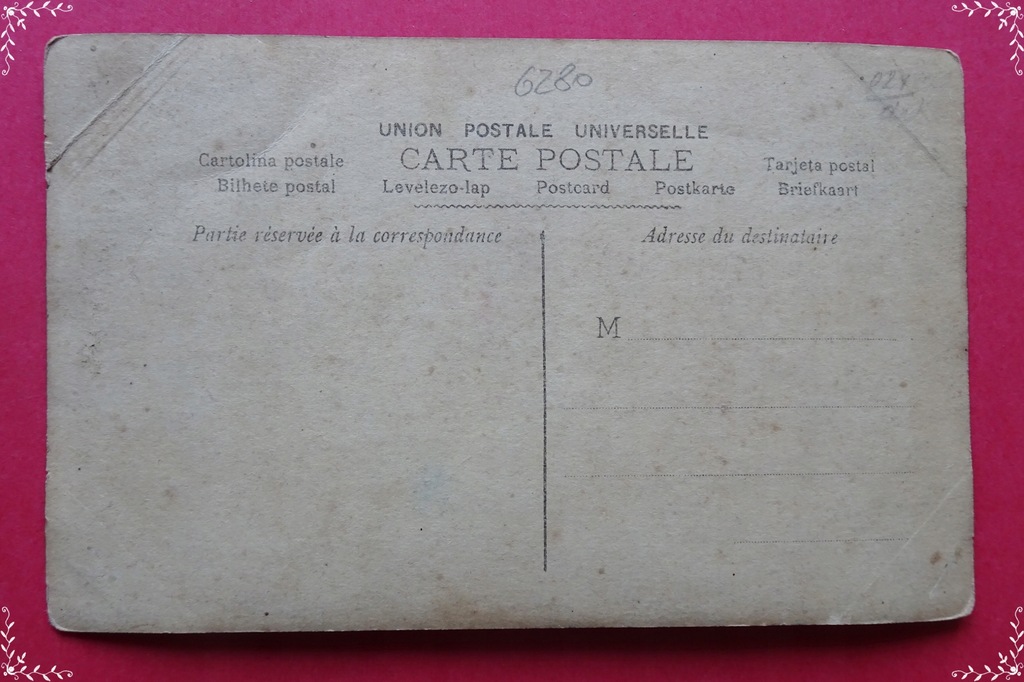 6280
UNION POSTALE UNIVERSELLE
Cartolina postale CARTE POSTALE Tarjeta postal
Bilhete postal Levelezo-lap Postcard Postkarte Briefkaart
Partie réservée à la correspondance Adresse du destinataire
M